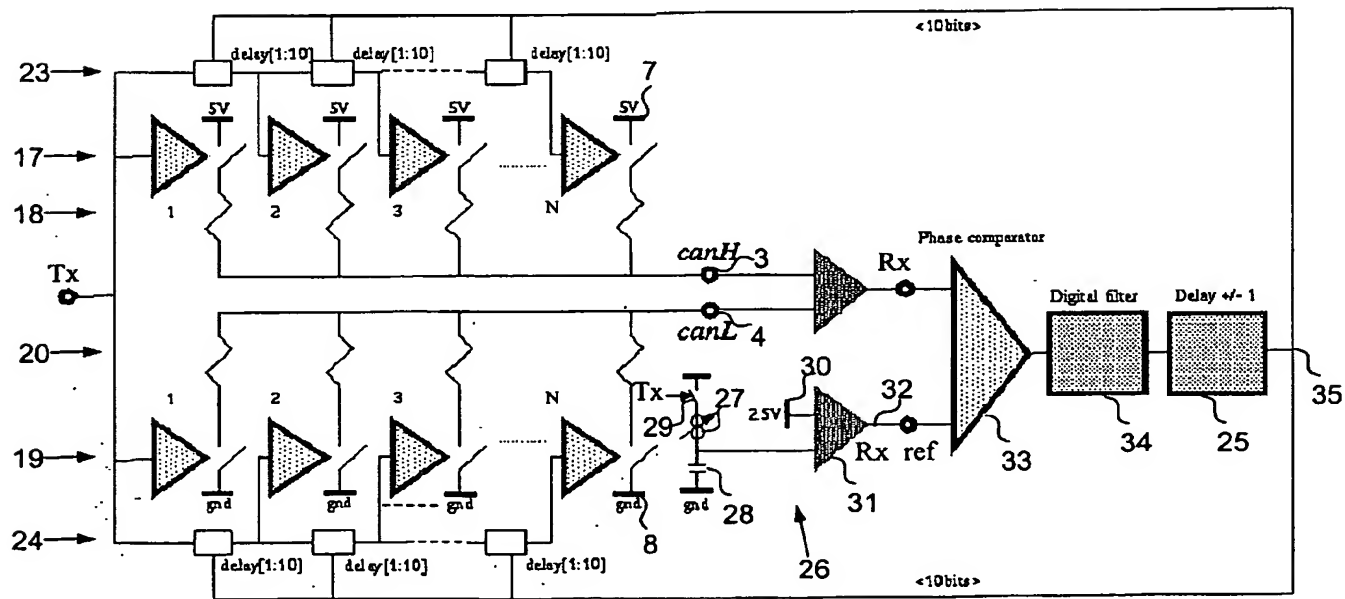 <10bits>
delay[1:10] delay[1:10] delay[1:10]
23
7
5V 5V 5V 5V
17
18
1 2 3 N
Phase comparator
canH 3 Rx
Tx
Digital filter Delay +/- 1
canL 4
20
30
35
1 2 3 N
Tx 27 32
29 2.5V
34 25
19
Rx ref 33
31
gnd gnd gnd gnd 28
8
24
delay[1:10] delay[1:10] delay[1:10]
26
<10bits>